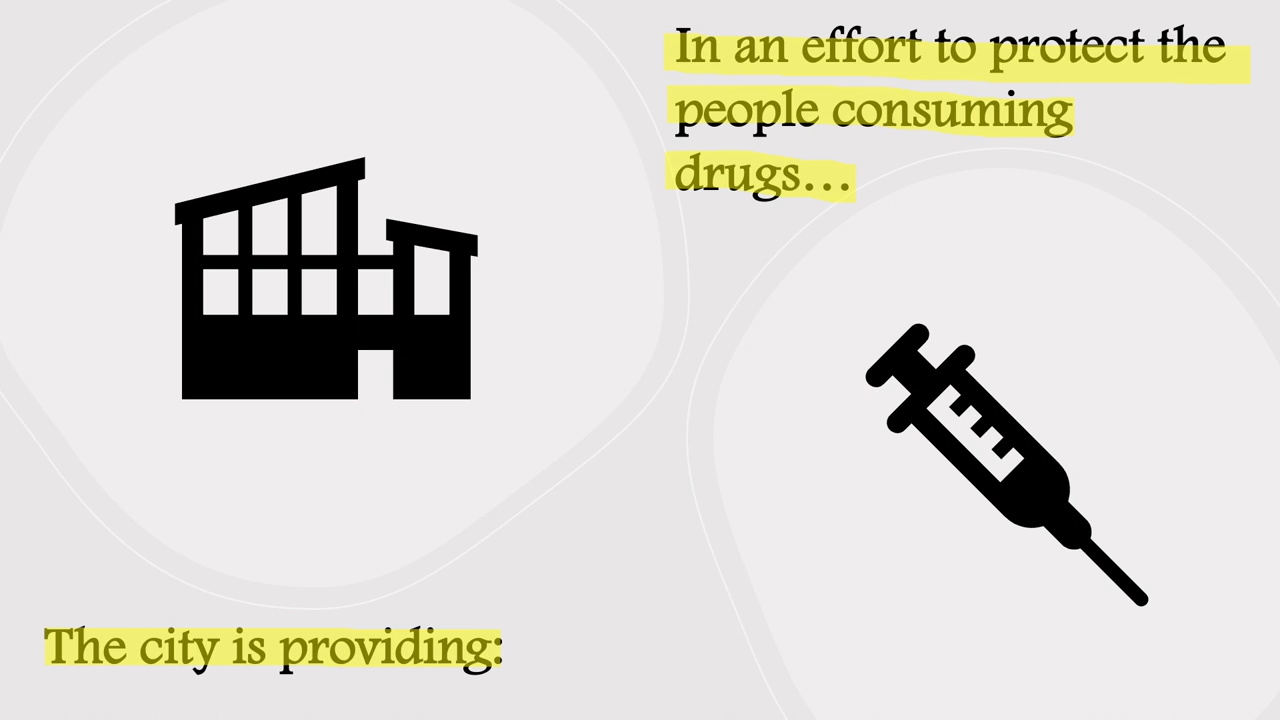 In an effort to protect the
people consuming
drugs...
The city is providing: